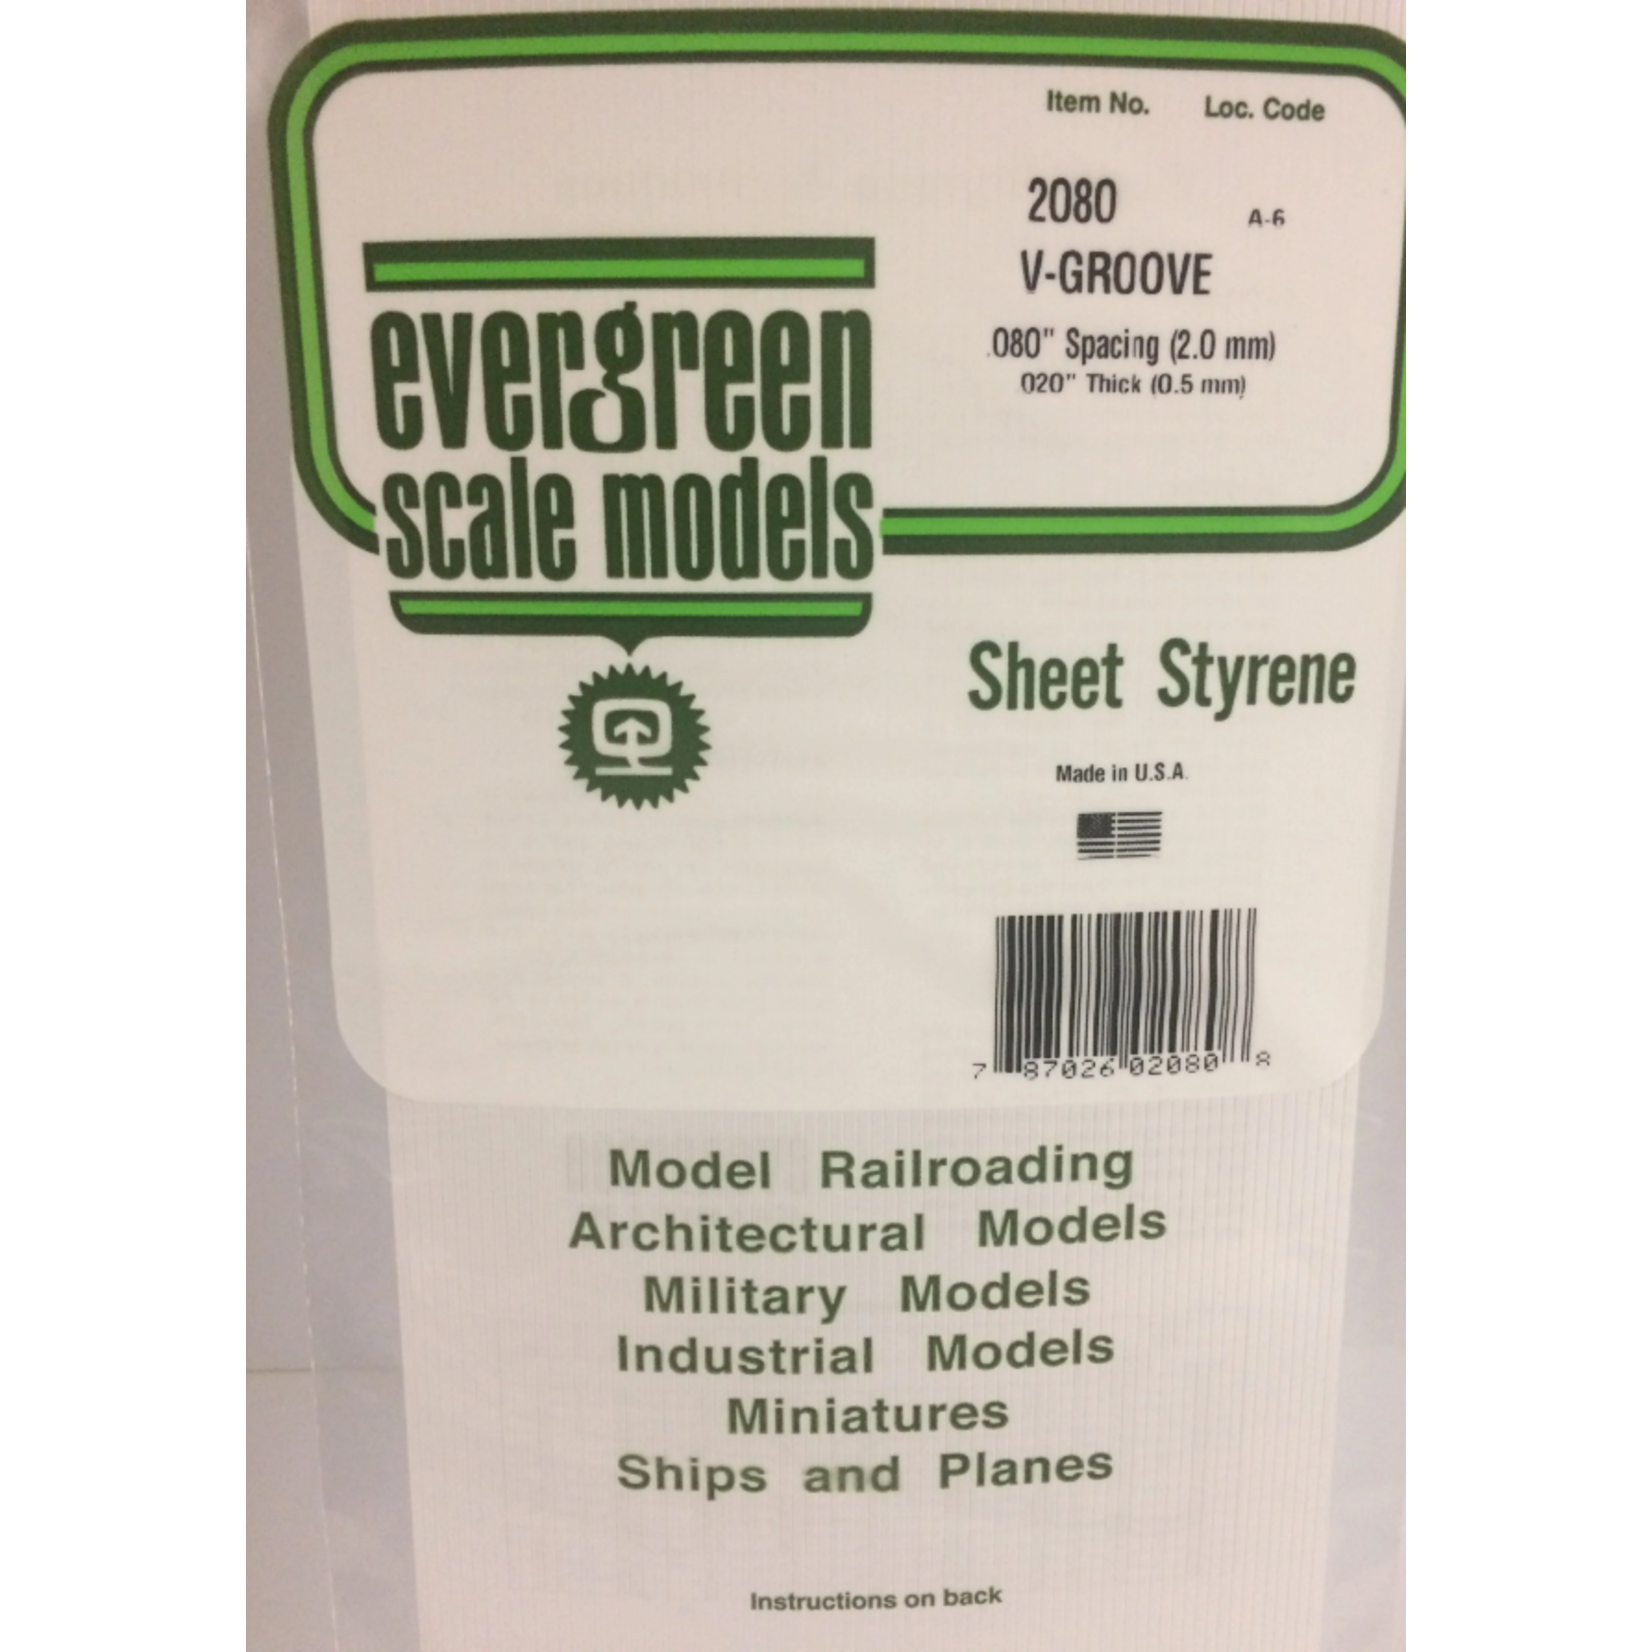 Item No. Loc. Code
2080 A-6
V-GROOVE
.080" Spacing (2.0 mm)
.020" Thick (0.5 mm)
evergreen
scale models
Sheet Styrene
Made in U.S.A.
7 87026 02080 8
Model Railroading
Architectural Models
Military Models
Industrial Models
Miniatures
Ships and Planes
Instructions on back